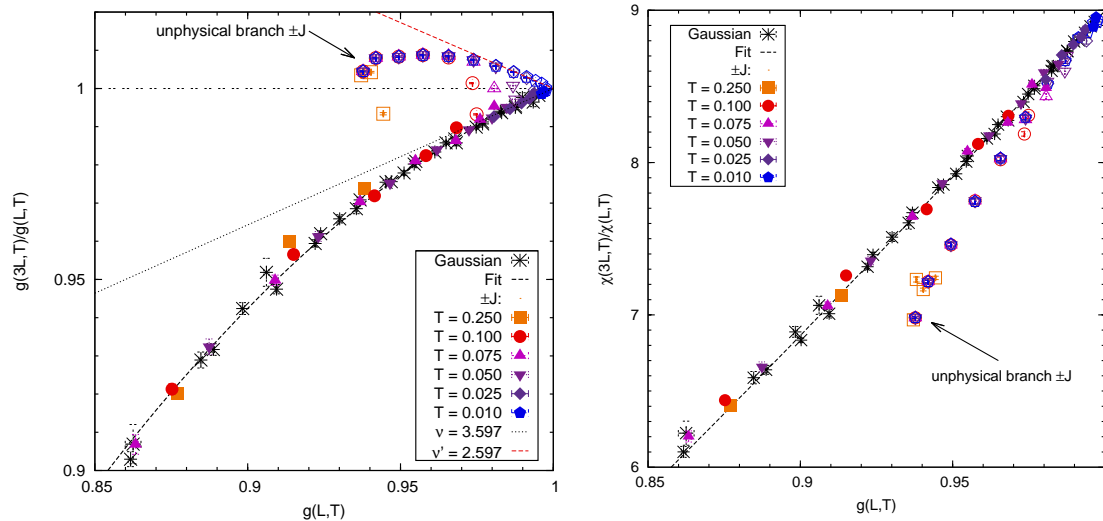 unphysical branch ±J
g(3L,T)/g(L,T)
1
0.95
0.9
0.85
0.9
0.95
1
g(L,T)
Gaussian
Fit
±J:
T = 0.250
T = 0.100
T = 0.075
T = 0.050
T = 0.025
T = 0.010
ν = 3.597
ν' = 2.597
χ(3L,T)/χ(L,T)
9
8
7
6
0.85
0.9
0.95
1
g(L,T)
Gaussian
Fit
±J:
T = 0.250
T = 0.100
T = 0.075
T = 0.050
T = 0.025
T = 0.010
unphysical branch ±J